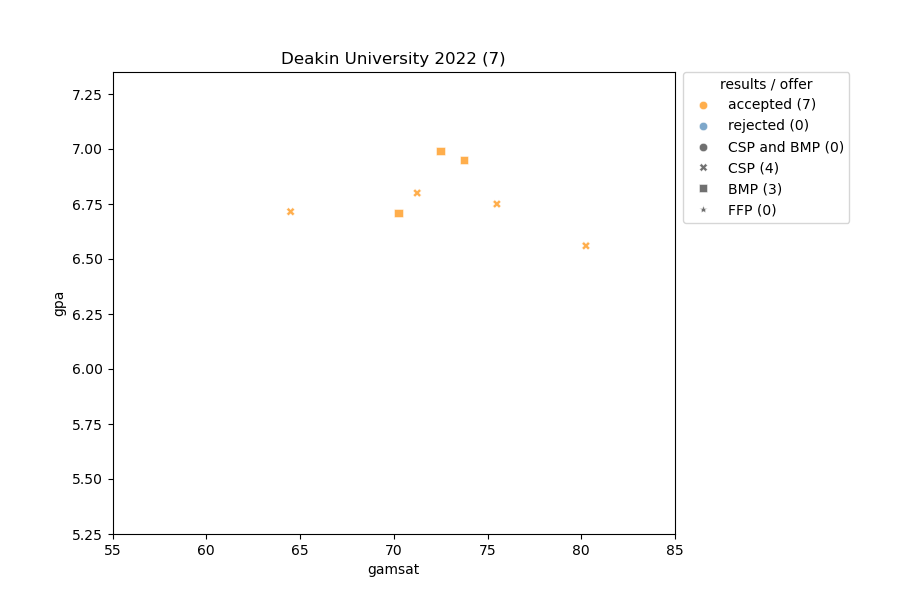 Deakin University 2022 (7)
results / offer
accepted (7)
rejected (0)
CSP and BMP (0)
CSP (4)
BMP (3)
FFP (0)
7.25
7.00
6.75
6.50
6.25
6.00
5.75
5.50
5.25
gpa
55 60 65 70 75 80 85
gamsat